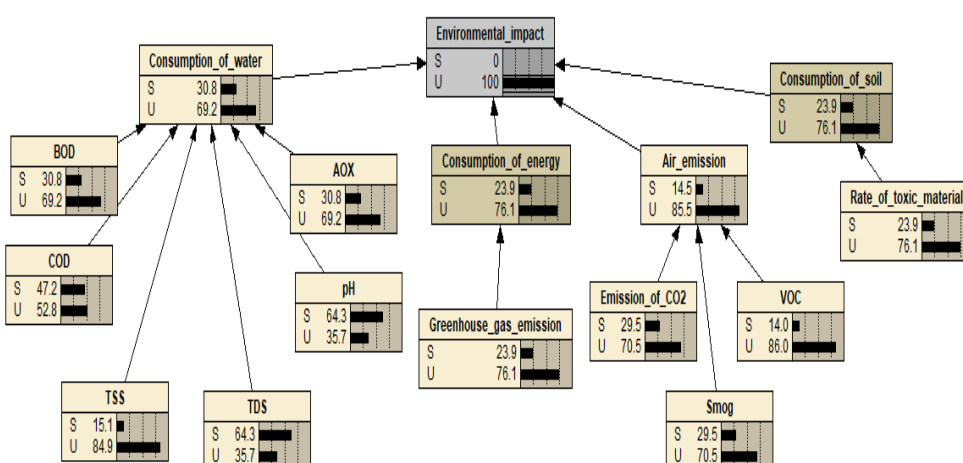 Environmental_impact
S 0
U 100
Consumption_of_water
S 30.8
U 69.2
Consumption_of_soil
S 23.9
U 76.1
BOD
S 30.8
U 69.2
AOX
S 30.8
U 69.2
Consumption_of_energy
S 23.9
U 76.1
Air_emission
S 14.5
U 85.5
Rate_of_toxic_material
S 23.9
U 76.1
COD
S 47.2
U 52.8
pH
S 64.3
U 35.7
Greenhouse_gas_emission
S 23.9
U 76.1
Emission_of_CO2
S 29.5
U 70.5
VOC
S 14.0
U 86.0
TSS
S 15.1
U 84.9
TDS
S 64.3
U 35.7
Smog
S 29.5
U 70.5